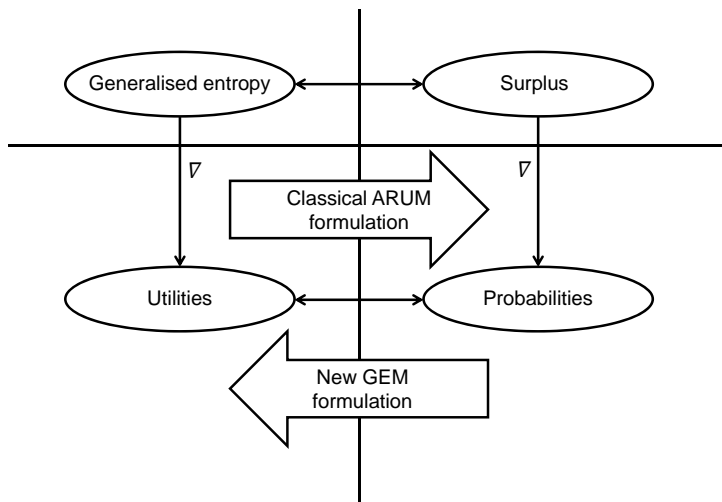 Generalised entropy
Surplus
∇
∇
Classical ARUM
formulation
Utilities
Probabilities
New GEM
formulation